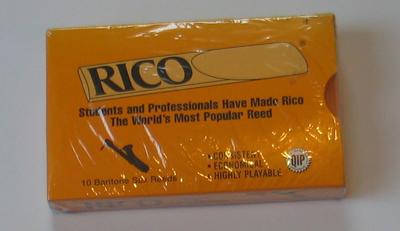 RICO
Students and Professionals Have Made Rico
The World's Most Popular Reed
• CONSISTENT
• ECONOMICAL
• HIGHLY PLAYABLE
QIP
10 Baritone Sax Reeds